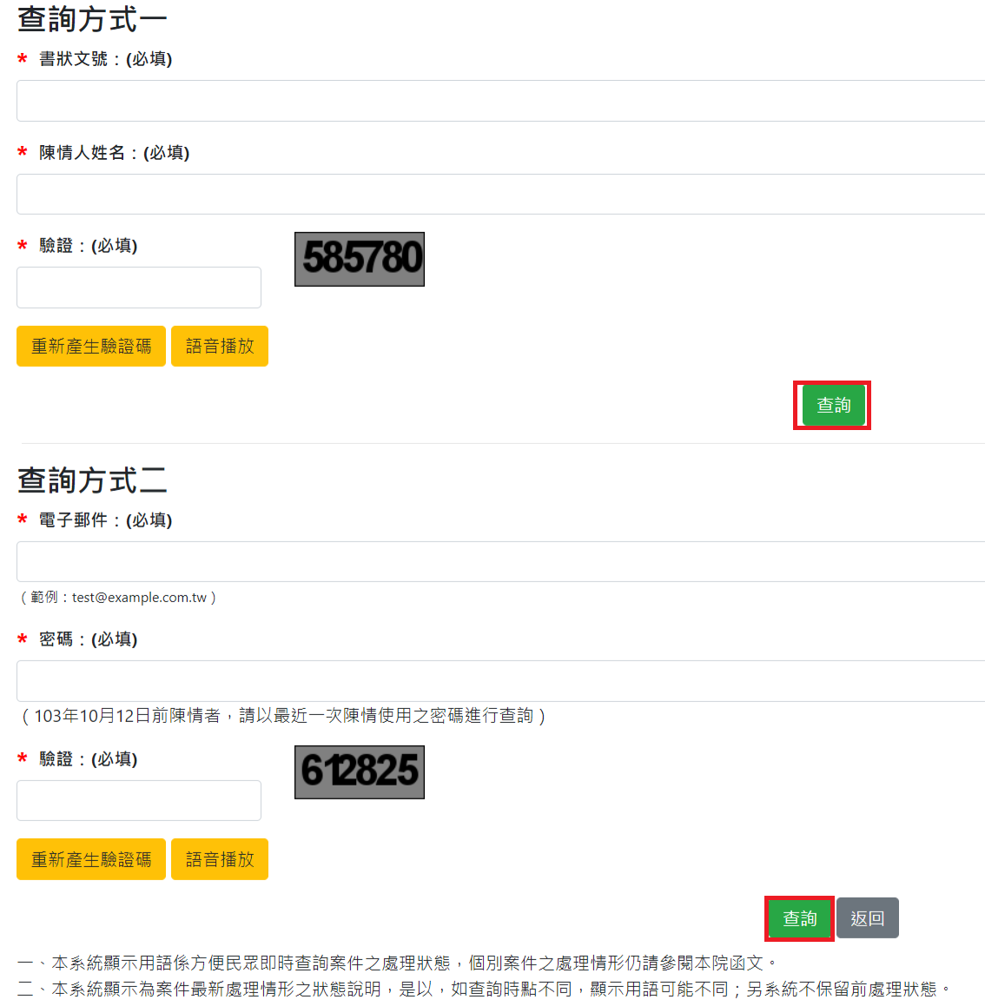 查詢方式一
* 書狀文號：(必填)
* 陳情人姓名：(必填)
* 驗證：(必填)
585780
重新產生驗證碼 語音播放
查詢
查詢方式二
* 電子郵件：(必填)
（範例：test@example.com.tw）
* 密碼：(必填)
（103年10月12日前陳情者，請以最近一次陳情使用之密碼進行查詢）
* 驗證：(必填)
612825
重新產生驗證碼 語音播放
查詢 返回
一、本系統顯示用語係方便民眾即時查詢案件之處理狀態，個別案件之處理情形仍請參閱本院函文。
二、本系統顯示為案件最新處理情形之狀態說明，是以，如查詢時點不同，顯示用語可能不同；另系統不保留前處理狀態。